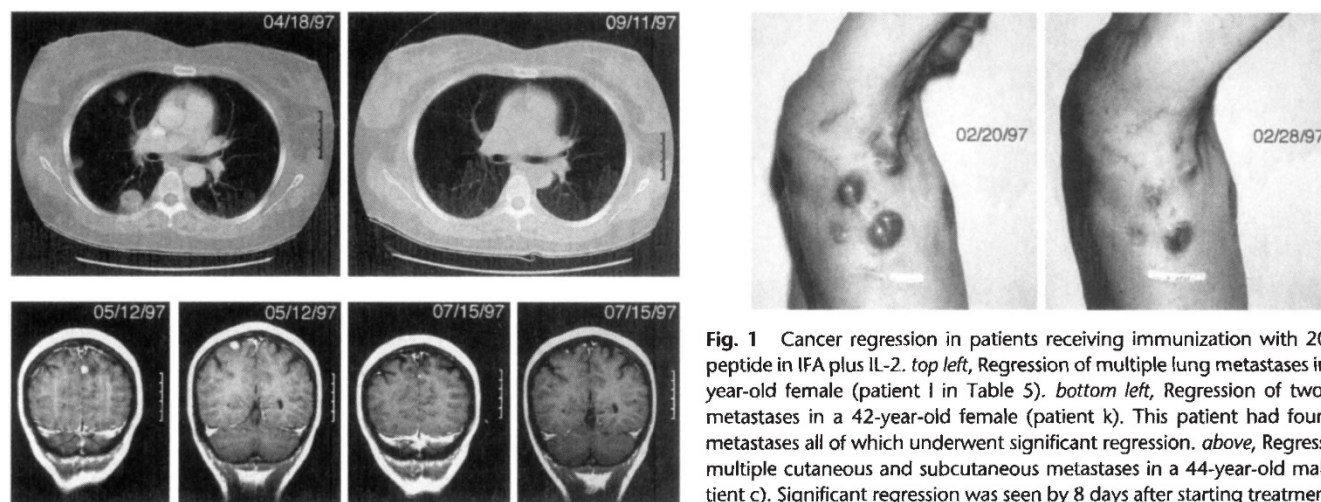 04/18/97
09/11/97
02/20/97
02/28/97
05/12/97
05/12/97
07/15/97
07/15/97
Fig. 1 Cancer regression in patients receiving immunization with
peptide in IFA plus IL-2. top left, Regression of multiple lung metastases
year-old female (patient l in Table 5). bottom left, Regression of two
metastases in a 42-year-old female (patient k). This patient had four
metastases all of which underwent significant regression. above,
multiple cutaneous and subcutaneous metastases in a 44-year-old
tient c). Significant regression was seen by 8 days after starting